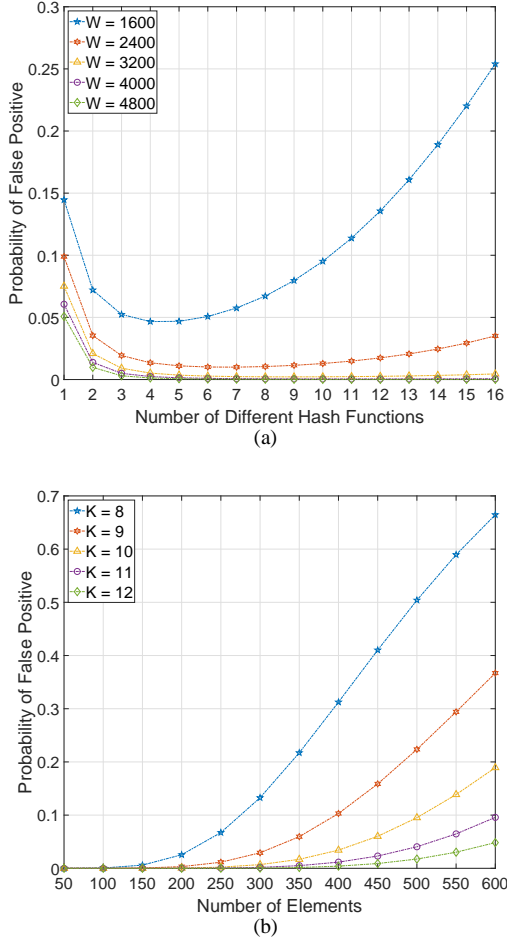 0.3
W = 1600
W = 2400
W = 3200
W = 4000
W = 4800
0.25
0.2
0.15
0.1
0.05
0
Probability of False Positive
1 2 3 4 5 6 7 8 9 10 11 12 13 14 15 16
Number of Different Hash Functions
(a)
0.7
K = 8
K = 9
K = 10
K = 11
K = 12
0.6
0.5
0.4
0.3
0.2
0.1
0
Probability of False Positive
50 100 150 200 250 300 350 400 450 500 550 600
Number of Elements
(b)